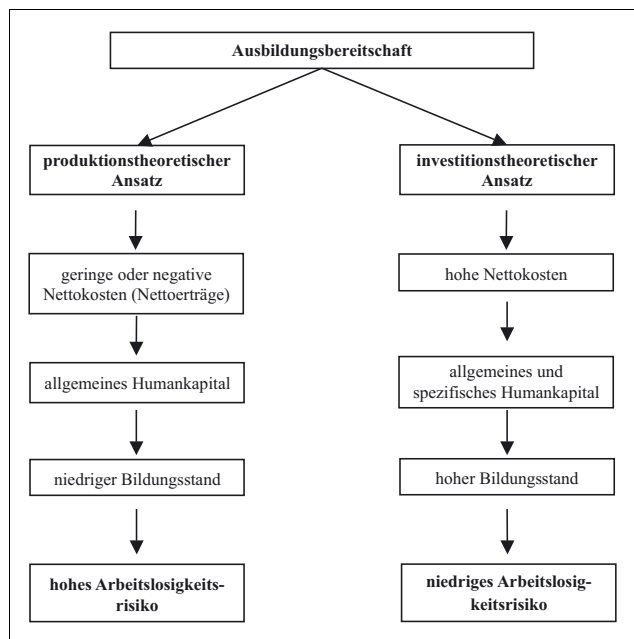 Ausbildungsbereitschaft
produktionstheoretischer
Ansatz
investitionstheoretischer
Ansatz
geringe oder negative
Nettokosten (Nettoerträge)
hohe Nettokosten
allgemeines Humankapital
allgemeines und
spezifisches Humankapital
niedriger Bildungsstand
hoher Bildungsstand
hohes Arbeitslosigkeits-
risiko
niedriges Arbeitslosig-
keitsrisiko